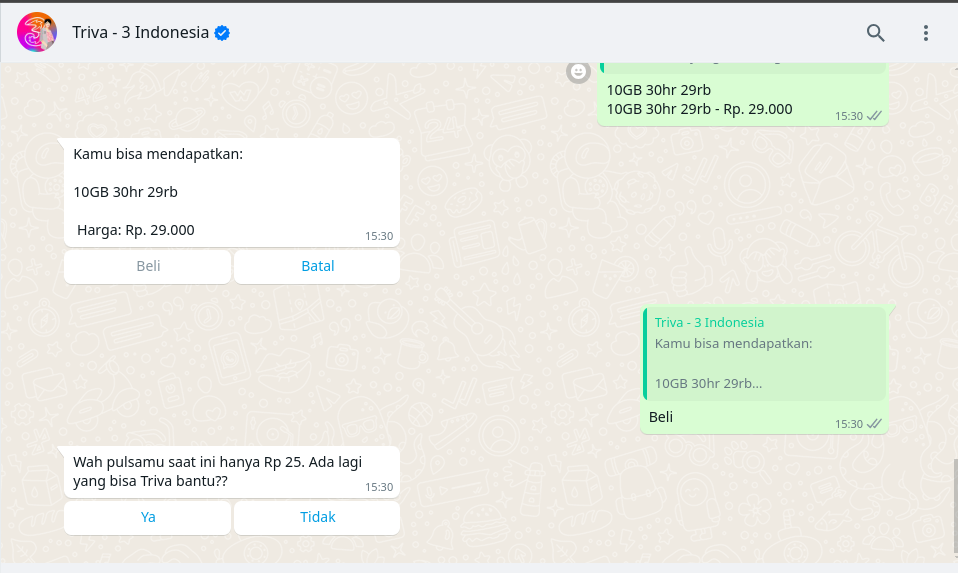 Triva - 3 Indonesia
10GB 30hr 29rb
10GB 30hr 29rb - Rp. 29.000
15:30
Kamu bisa mendapatkan:
10GB 30hr 29rb
Harga: Rp. 29.000
15:30
Beli
Batal
Triva - 3 Indonesia
Kamu bisa mendapatkan:
10GB 30hr 29rb...
Beli
15:30
Wah pulsamu saat ini hanya Rp 25. Ada lagi
yang bisa Triva bantu??
15:30
Ya
Tidak